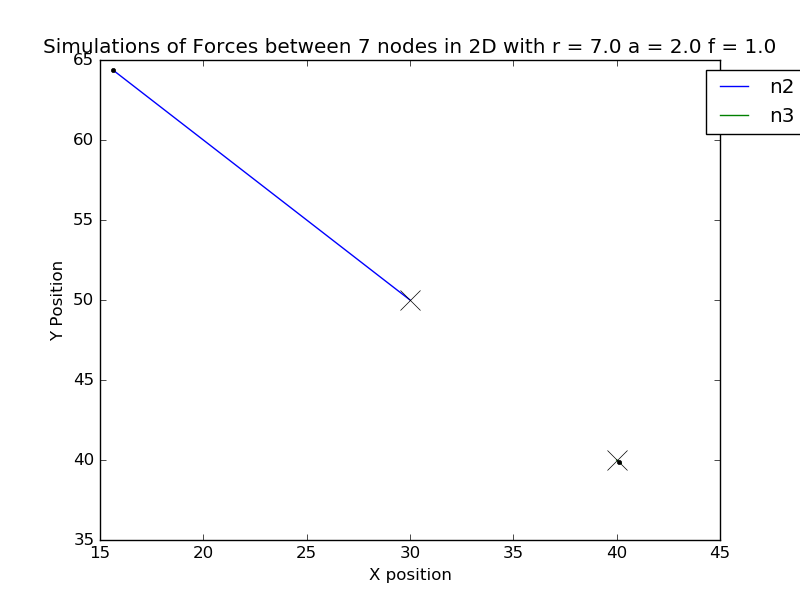 Simulations of Forces between 7 nodes in 2D with r = 7.0 a = 2.0 f = 1.0
65
60
55
50
45
40
35
Y Position
n2
n3
15 20 25 30 35 40 45
X position